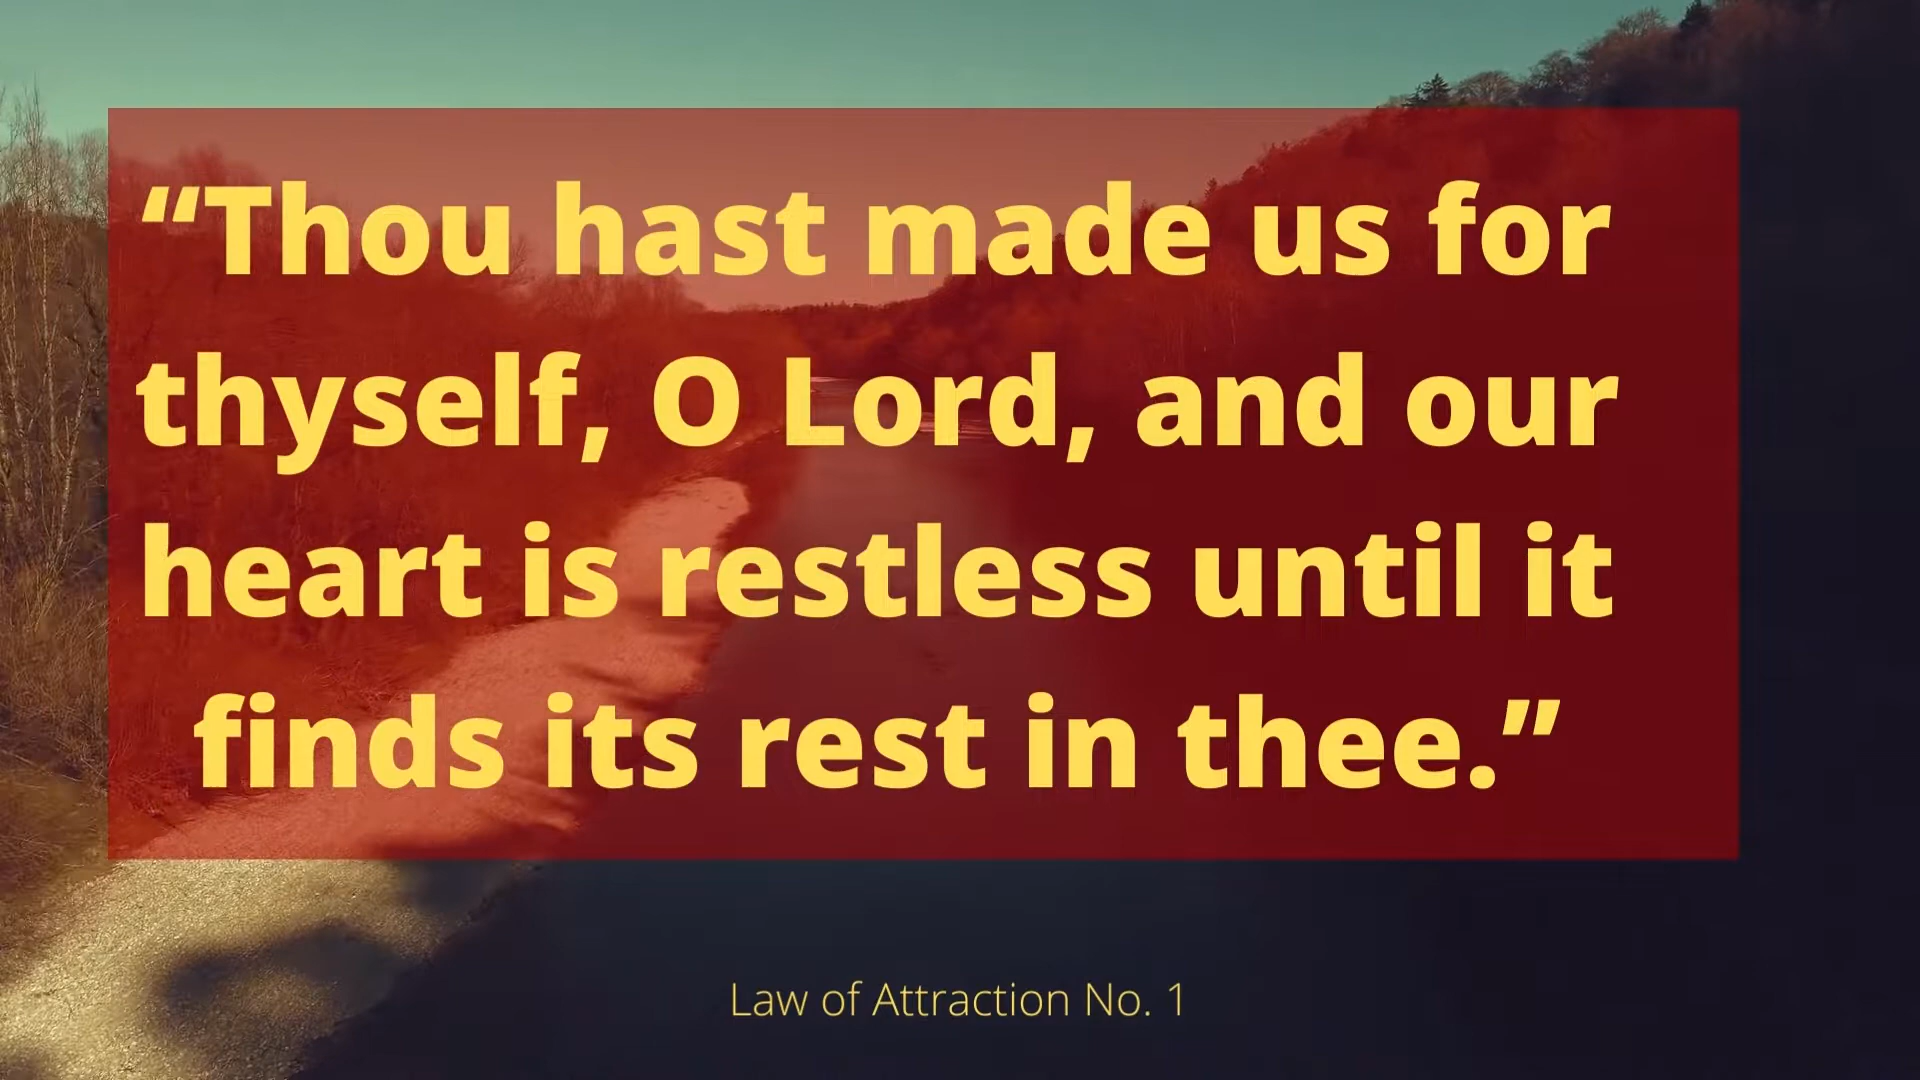 “Thou hast made us for
thyself, O Lord, and our
heart is restless until it
finds its rest in thee.”
Law of Attraction No. 1